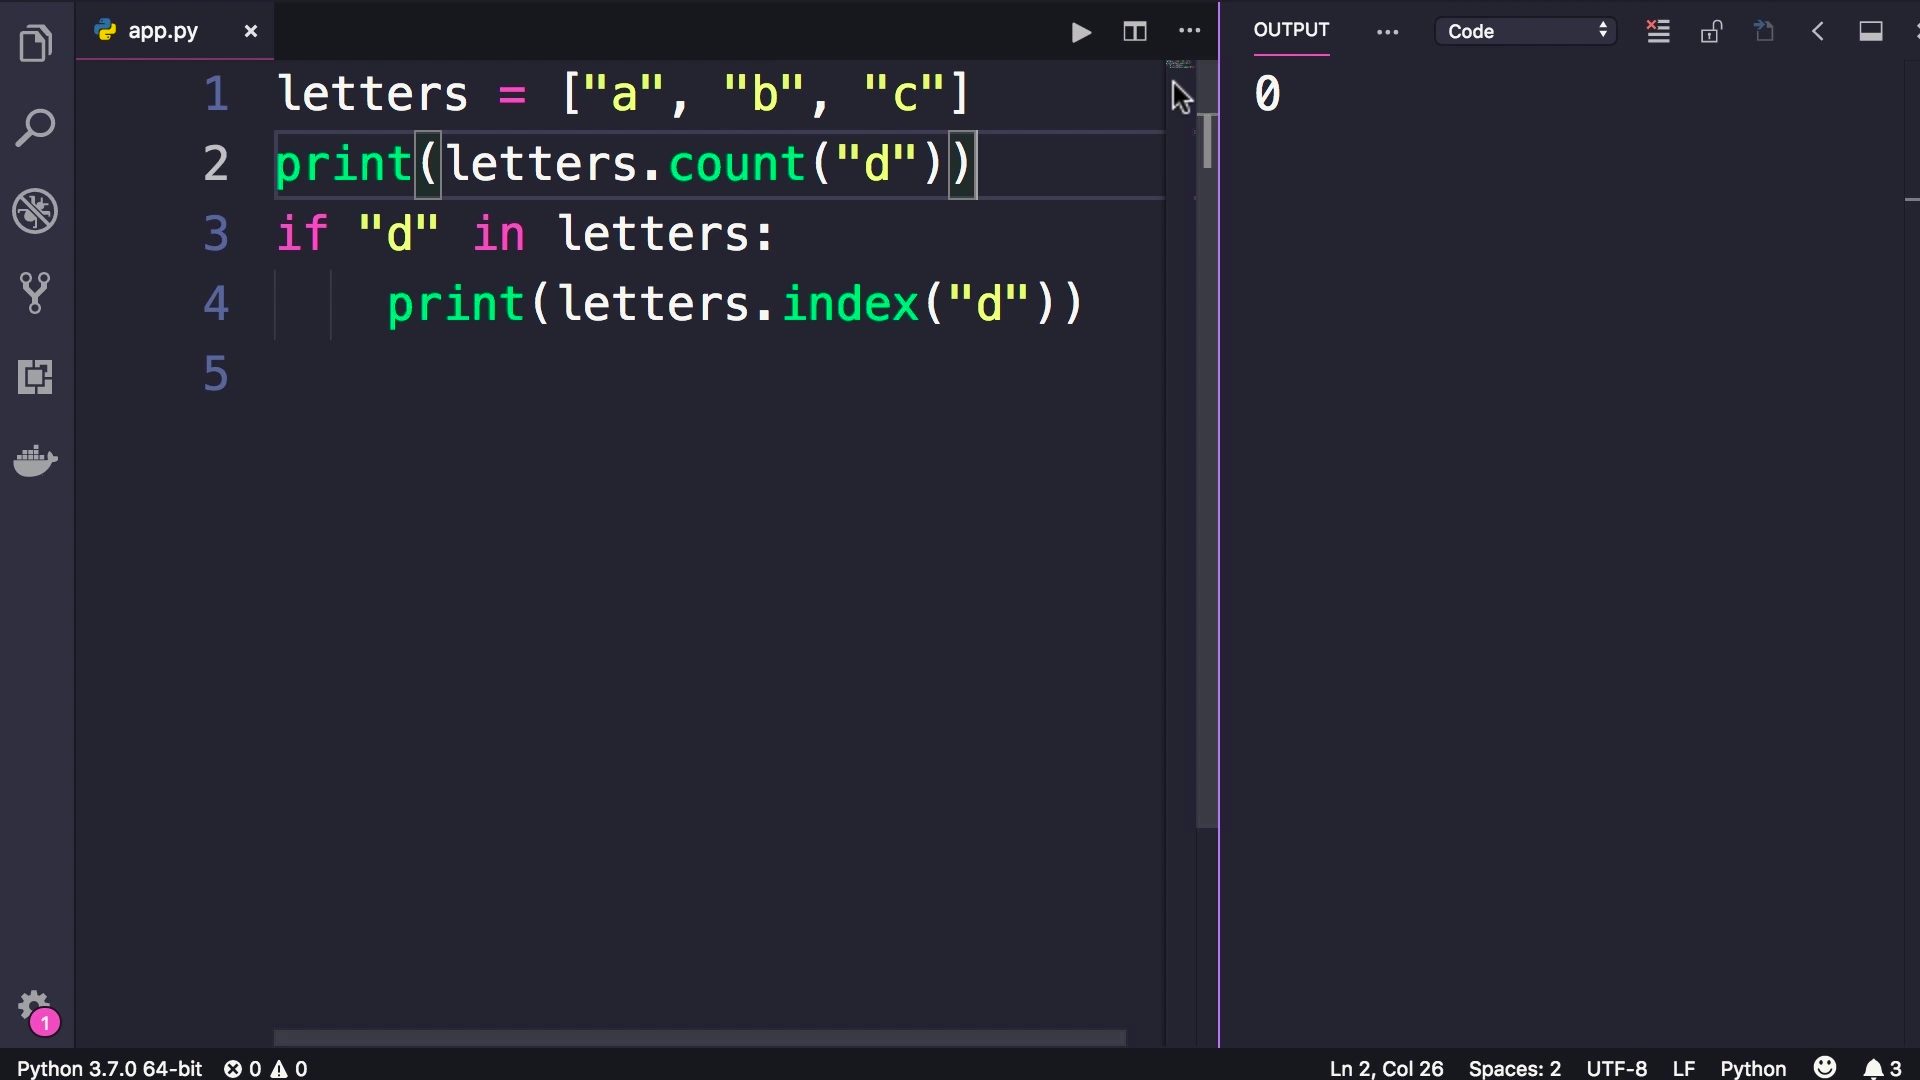 app.py
OUTPUT
Code
1 letters = ["a", "b", "c"]
2 print(letters.count("d"))
3 if "d" in letters:
4     print(letters.index("d"))
5
0
1
Python 3.7.0 64-bit 0 0
Ln 2, Col 26 Spaces: 2 UTF-8 LF Python 3